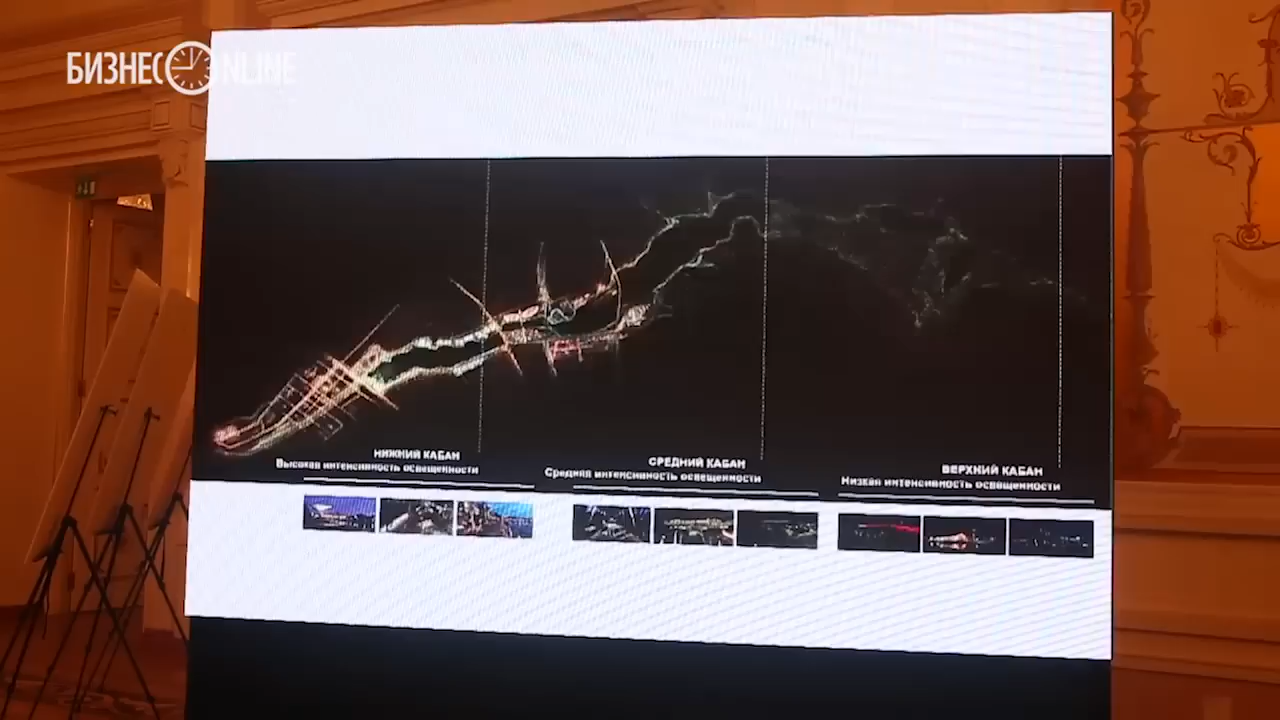 БИЗНЕС ONLINE
НИЖНИЙ КАБАН
Высокая интенсивность освещенности
СРЕДНИЙ КАБАН
Средняя интенсивность освещенности
ВЕРХНИЙ КАБАН
Низкая интенсивность освещенности